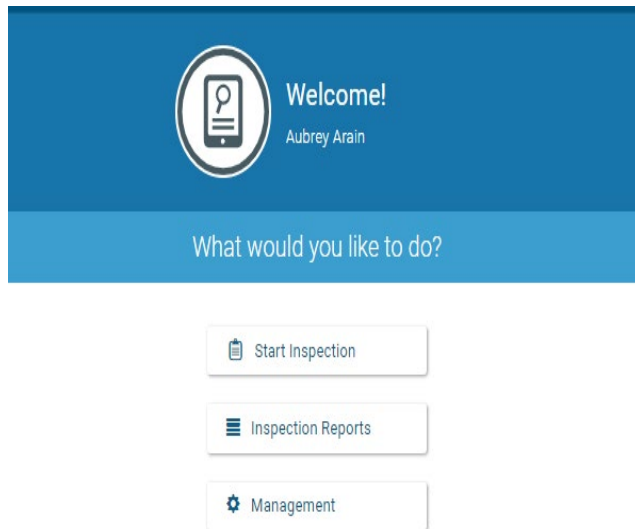 Welcome!
Aubrey Arain
What would you like to do?
Start Inspection
Inspection Reports
Management